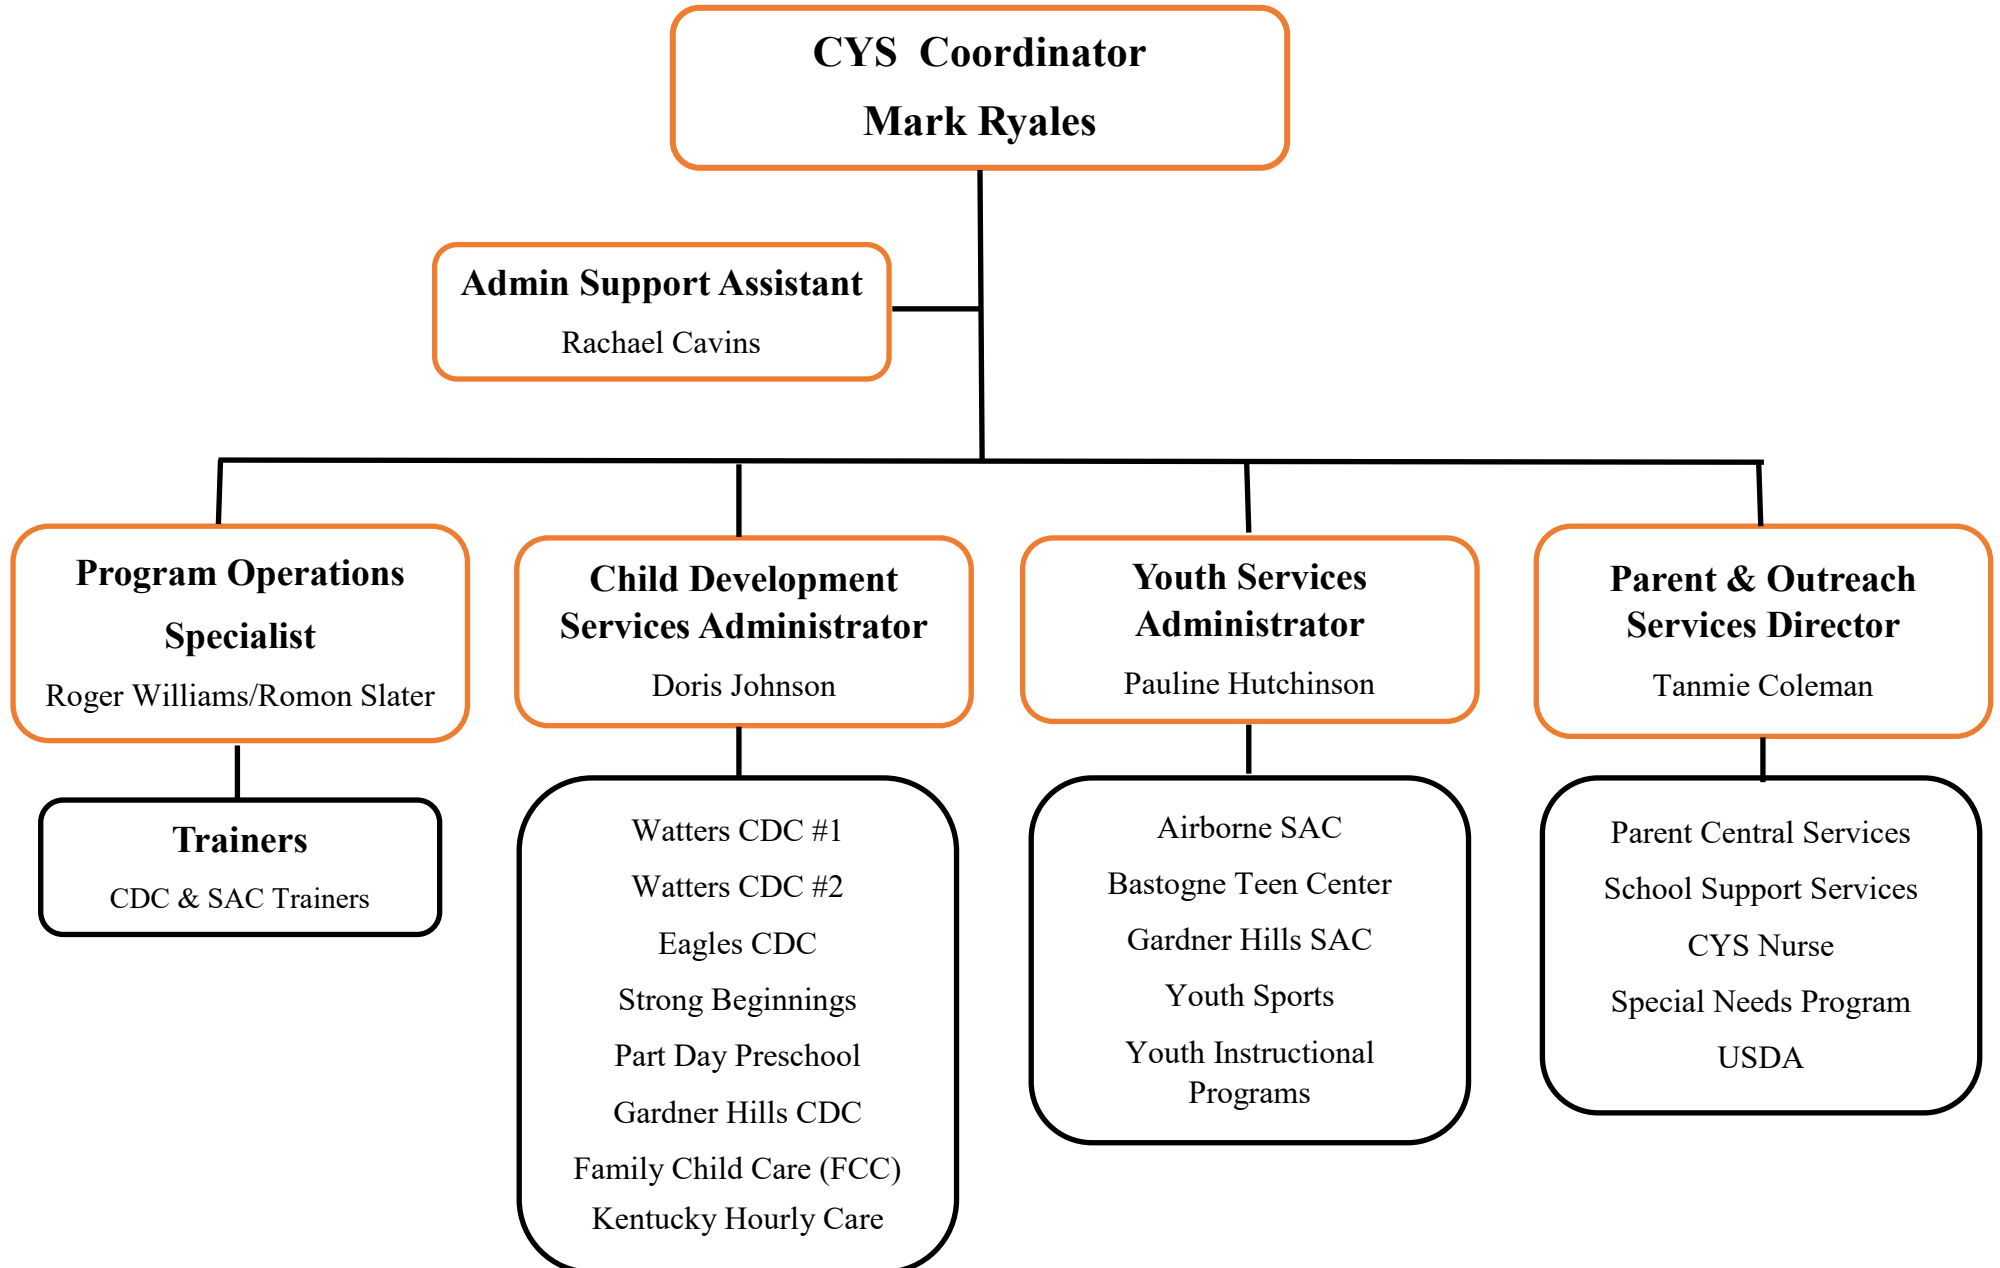 CYS Coordinator
Mark Ryales
Admin Support Assistant
Rachael Cavins
Program Operations
Specialist
Roger Williams/Romon Slater
Trainers
CDC & SAC Trainers
Child Development
Services Administrator
Doris Johnson
Watters CDC #1
Watters CDC #2
Eagles CDC
Strong Beginnings
Part Day Preschool
Gardner Hills CDC
Family Child Care (FCC)
Kentucky Hourly Care
Youth Services
Administrator
Pauline Hutchinson
Airborne SAC
Bastogne Teen Center
Gardner Hills SAC
Youth Sports
Youth Instructional
Programs
Parent & Outreach
Services Director
Tanmie Coleman
Parent Central Services
School Support Services
CYS Nurse
Special Needs Program
USDA